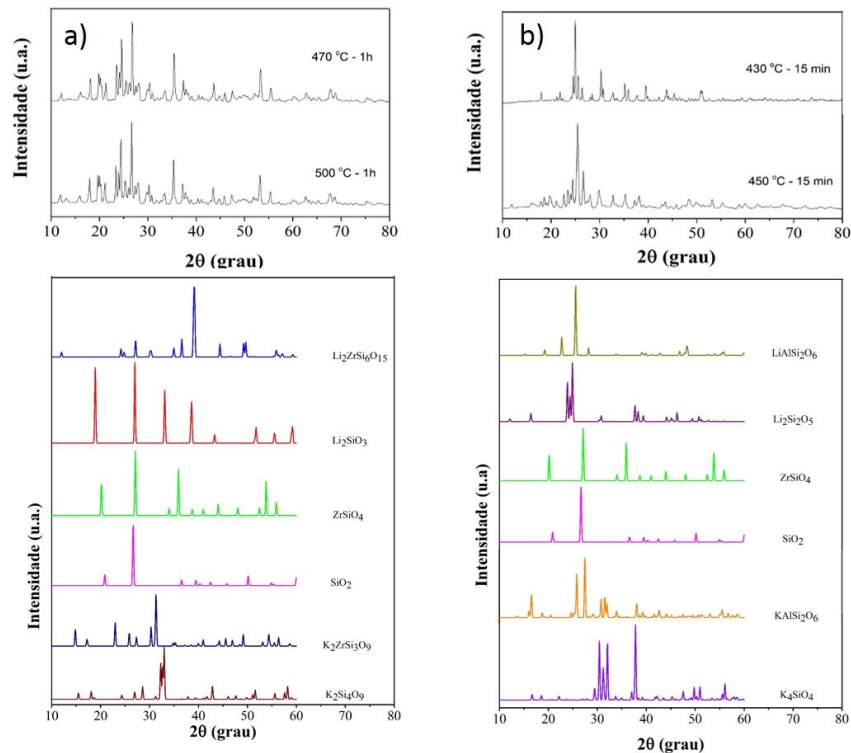 a)
Intensidade (u.a.)
470 °C - 1h
500 °C - 1h
10 20 30 40 50 60 70 80
2θ (grau)
b)
Intensidade (u.a.)
430 °C - 15 min
450 °C - 15 min
10 20 30 40 50 60 70 80
2θ (grau)
Intensidade (u.a.)
Li2ZrSi6O15
Li2SiO3
ZrSiO4
SiO2
K2ZrSi3O9
K2Si4O9
10 20 30 40 50 60 70 80
2θ (grau)
Intensidade (u.a)
LiAlSi2O6
Li2Si2O5
ZrSiO4
SiO2
KAlSi2O6
K4SiO4
10 20 30 40 50 60 70 80
2θ (grau)